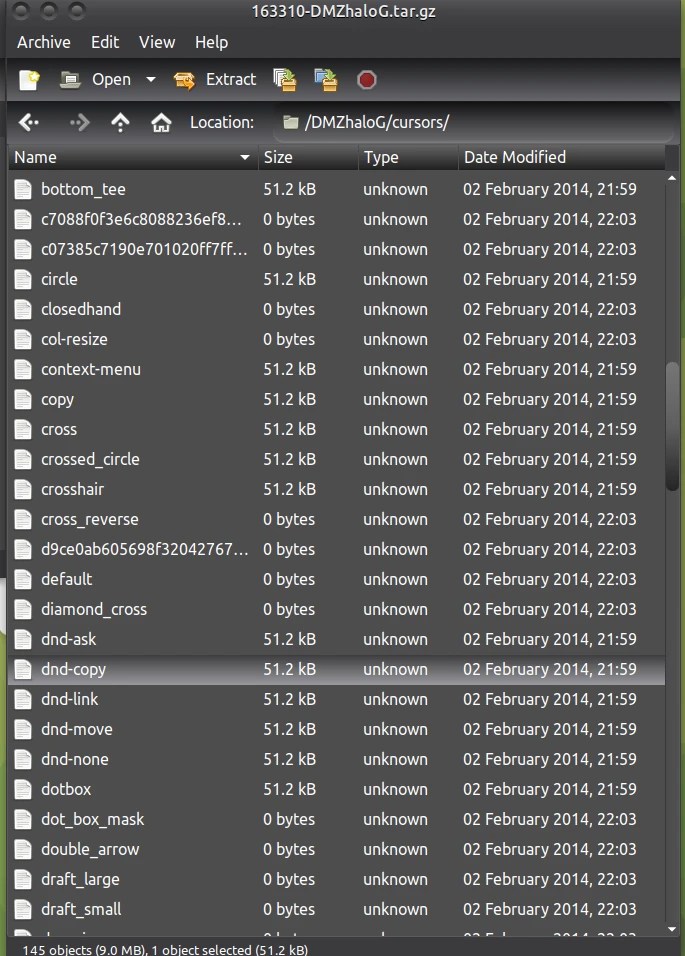 163310-DMZhaloG.tar.gz
Archive Edit View Help
Open Extract
Location: /DMZhaloG/cursors/
Name Size Type Date Modified
bottom_tee 51.2 kB unknown 02 February 2014, 21:59
c7088f0f3e6c8088236ef8… 0 bytes unknown 02 February 2014, 22:03
c07385c7190e701020ff7ff… 0 bytes unknown 02 February 2014, 22:03
circle 51.2 kB unknown 02 February 2014, 21:59
closedhand 0 bytes unknown 02 February 2014, 22:03
col-resize 0 bytes unknown 02 February 2014, 22:03
context-menu 51.2 kB unknown 02 February 2014, 21:59
copy 51.2 kB unknown 02 February 2014, 21:59
cross 51.2 kB unknown 02 February 2014, 21:59
crossed_circle 51.2 kB unknown 02 February 2014, 21:59
crosshair 51.2 kB unknown 02 February 2014, 21:59
cross_reverse 0 bytes unknown 02 February 2014, 22:03
d9ce0ab605698f32042767… 0 bytes unknown 02 February 2014, 22:03
default 0 bytes unknown 02 February 2014, 22:03
diamond_cross 0 bytes unknown 02 February 2014, 22:03
dnd-ask 51.2 kB unknown 02 February 2014, 21:59
dnd-copy 51.2 kB unknown 02 February 2014, 21:59
dnd-link 51.2 kB unknown 02 February 2014, 21:59
dnd-move 51.2 kB unknown 02 February 2014, 21:59
dnd-none 51.2 kB unknown 02 February 2014, 21:59
dotbox 51.2 kB unknown 02 February 2014, 21:59
dot_box_mask 0 bytes unknown 02 February 2014, 22:03
double_arrow 0 bytes unknown 02 February 2014, 22:03
draft_large 0 bytes unknown 02 February 2014, 22:03
draft_small 0 bytes unknown 02 February 2014, 22:03
145 objects (9.0 MB), 1 object selected (51.2 kB)